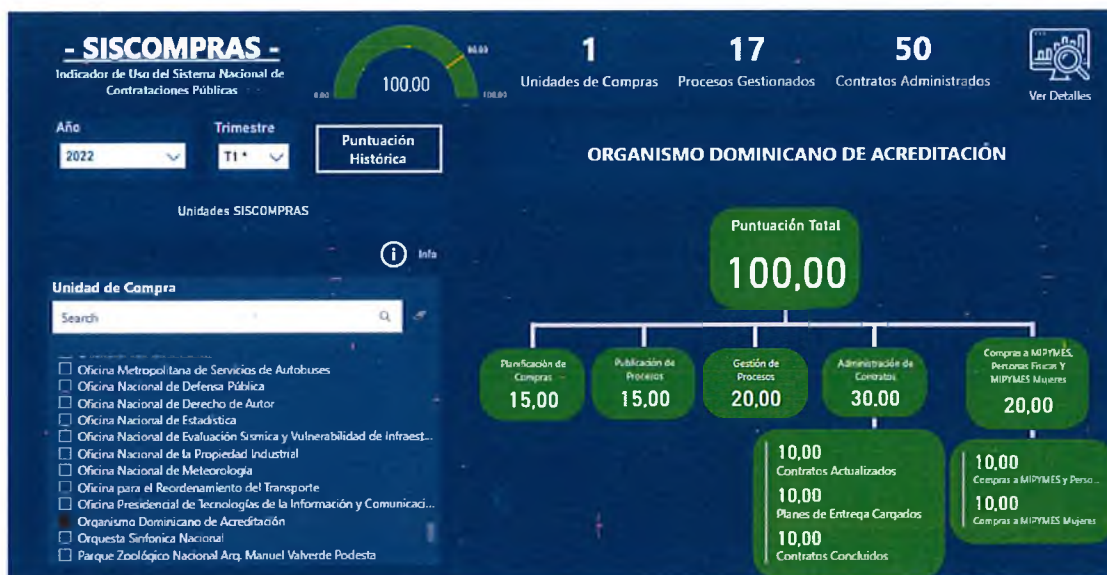 - SISCOMPRAS -
Indicador de Uso del Sistema Nacional de
Contrataciones Públicas
0,00
100,00
100,00
1
Unidades de Compras
17
Procesos Gestionados
50
Contratos Administrados
Ver Detalles
Año
2022
Trimestre
T1 *
Puntuación
Histórica
ORGANISMO DOMINICANO DE ACREDITACIÓN
Unidades SISCOMPRAS
Info
Unidad de Compra
Search
Oficina Metropolitana de Servicios de Autobuses
Oficina Nacional de Defensa Pública
Oficina Nacional de Derecho de Autor
Oficina Nacional de Estadística
Oficina Nacional de Evaluación Sísmica y Vulnerabilidad de Infraest...
Oficina Nacional de la Propiedad Industrial
Oficina Nacional de Meteorología
Oficina para el Reordenamiento del Transporte
Oficina Presidencial de Tecnologías de la Información y Comunicaci...
Organismo Dominicano de Acreditación
Orquesta Sinfonica Nacional
Parque Zoológico Nacional Arq. Manuel Valverde Podesta
Puntuación Total
100,00
Planificación de
Compras
15,00
Publicación de
Procesos
15,00
Gestión de
Procesos
20,00
Administración de
Contratos
30,00
Compras a MIPYMES,
Personas Físicas Y
MIPYMES Mujeres
20,00
10,00
Contratos Actualizados
10,00
Planes de Entrega Cargados
10,00
Contratos Concluidos
10,00
Compras a MIPYMES y Perso...
10,00
Compras a MIPYMES Mujeres